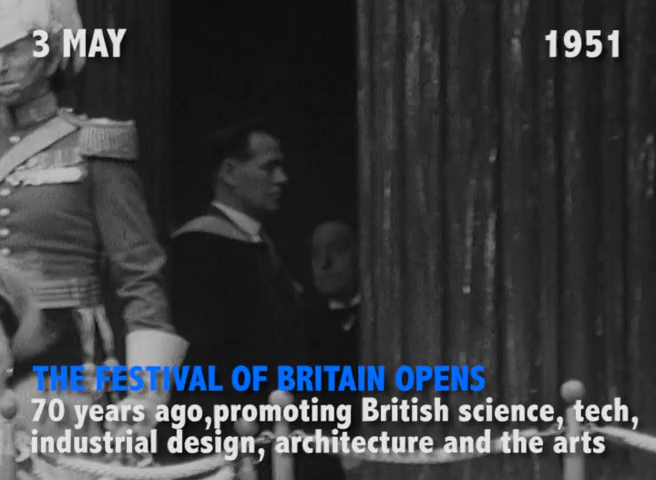 3 MAY 1951
THE FESTIVAL OF BRITAIN OPENS
70 years ago,promoting British science, tech,
industrial design, architecture and the arts